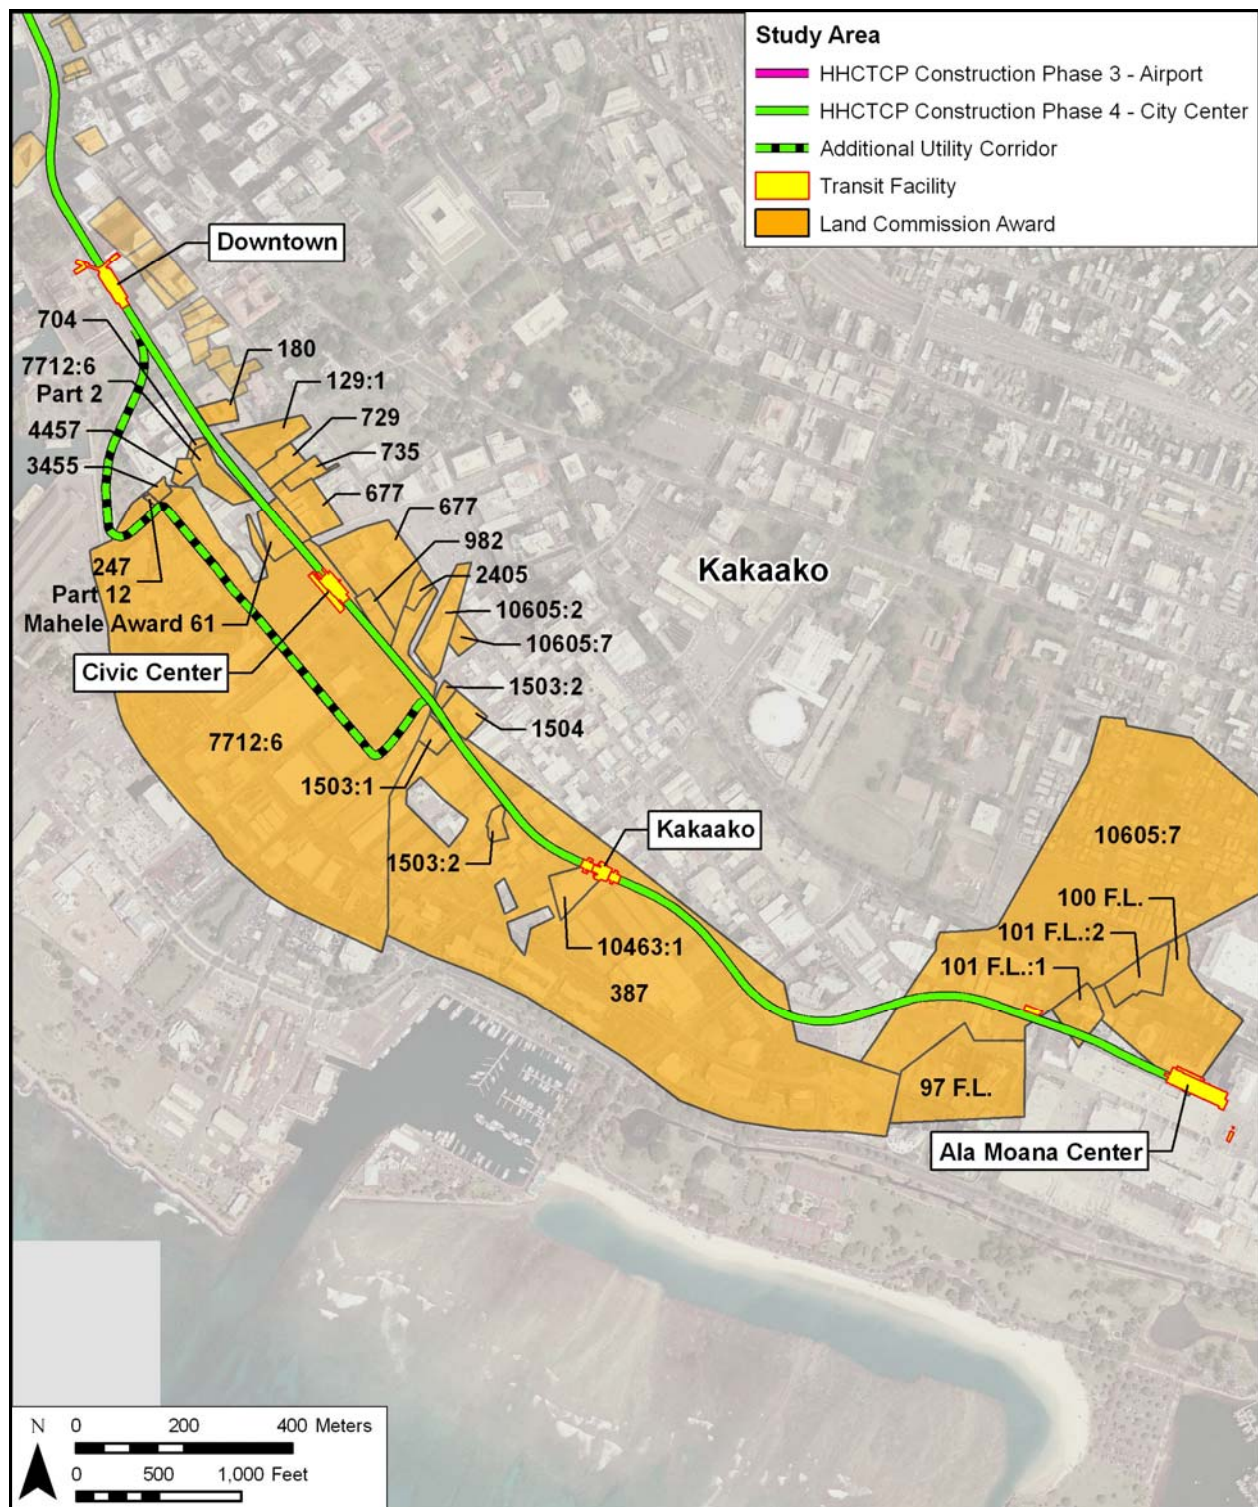 Study Area
HHCTCP Construction Phase 3 - Airport
HHCTCP Construction Phase 4 - City Center
Additional Utility Corridor
Transit Facility
Land Commission Award
Downtown
704
180
7712:6
Part 2
129:1
729
4457
735
3455
677
677
982
2405
Kakaako
247
Part 12
10605:2
Mahele Award 61
10605:7
Civic Center
1503:2
1504
7712:6
1503:1
Kakaako
10605:7
1503:2
100 F.L.
101 F.L.:2
10463:1
101 F.L.:1
387
97 F.L.
Ala Moana Center
N
0 200 400 Meters
0 500 1,000 Feet